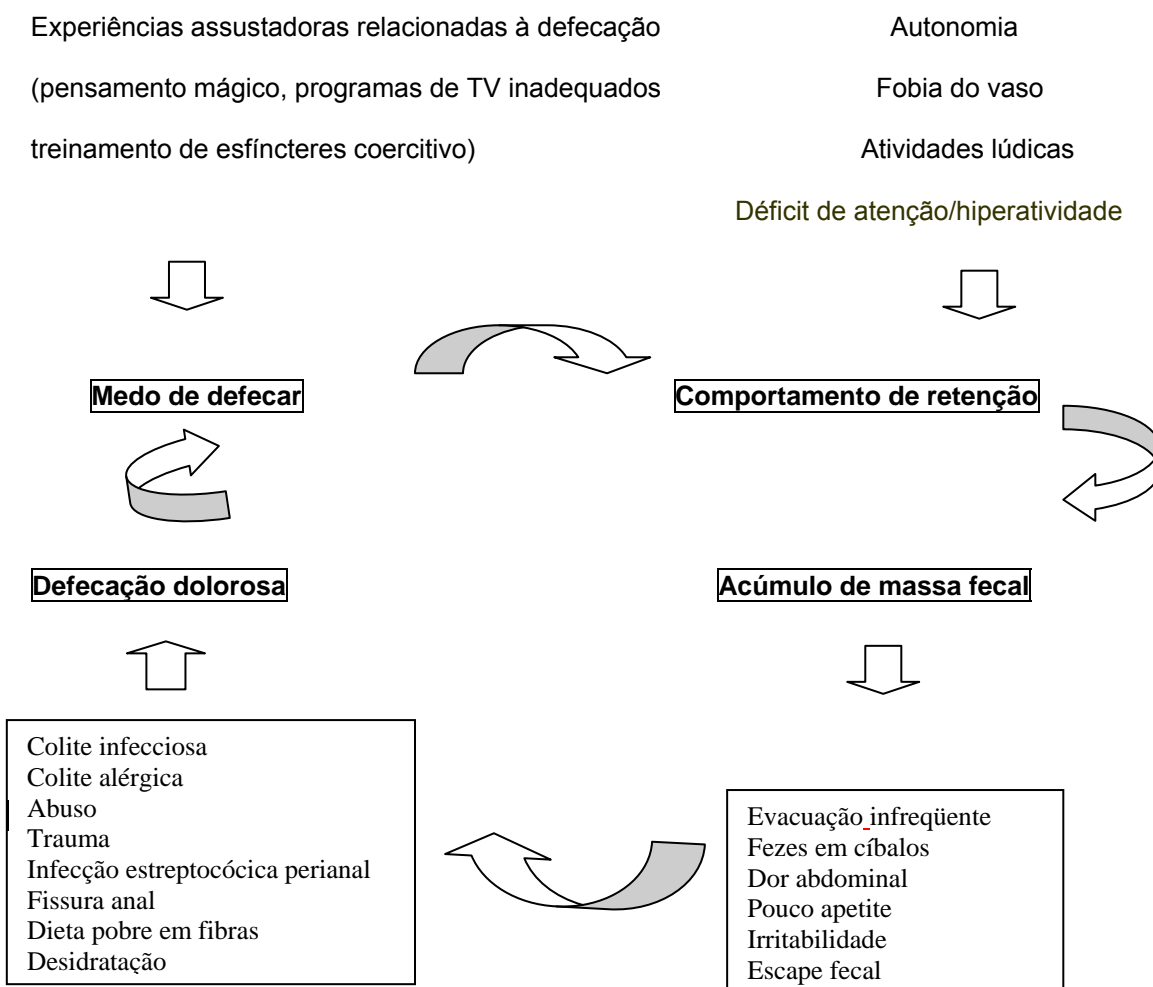 Experiências assustadoras relacionadas à defecação
(pensamento mágico, programas de TV inadequados
treinamento de esfíncteres coercitivo)
Autonomia
Fobia do vaso
Atividades lúdicas
Déficit de atenção/hiperatividade
Medo de defecar
Comportamento de retenção
Defecação dolorosa
Acúmulo de massa fecal
Colite infecciosa
Colite alérgica
Abuso
Trauma
Infecção estreptocócica perianal
Fissura anal
Dieta pobre em fibras
Desidratação
Evacuação infreqüente
Fezes em cíbalos
Dor abdominal
Pouco apetite
Irritabilidade
Escape fecal